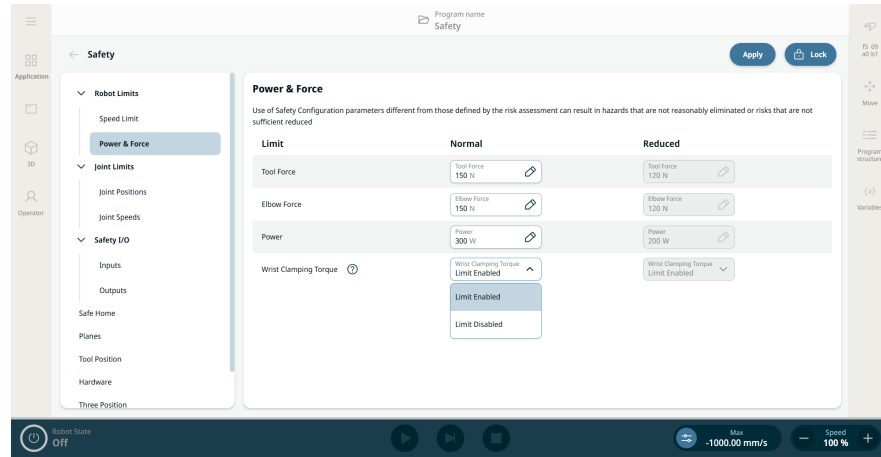 Program name
Safety
Safety
Apply
Lock
f5 09
a0 b1
Application
Robot Limits
Speed Limit
Power & Force
Joint Limits
Joint Positions
Joint Speeds
Safety I/O
Inputs
Outputs
Safe Home
Planes
Tool Position
Hardware
Three Position
Power & Force
Use of Safety Configuration parameters different from those defined by the risk assessment can result in hazards that are not reasonably eliminated or risks that are not
sufficient reduced
Limit Normal Reduced
Tool Force
Tool Force
150 N
Tool Force
120 N
Elbow Force
Elbow Force
150 N
Elbow Force
120 N
Power
Power
300 W
Power
200 W
Wrist Clamping Torque
Wrist Clamping Torque
Limit Enabled
Wrist Clamping Torque
Limit Enabled
Limit Enabled
Limit Disabled
3D
Operator
Move
Program
structure
{x}
Variables
Robot State
Off
Max
-1000.00 mm/s
Speed
100 %